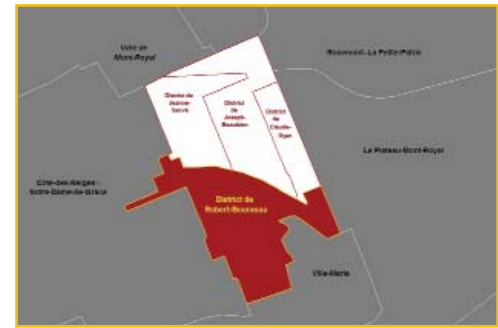 Ville de
Mont-Royal
Rosemont–La Petite-Patrie
District de
Jeanne-
Sauvé
District
de
Joseph-
Beaubien
District
de
Claude-
Ryan
Le Plateau-Mont-Royal
Côte-des-Neiges–
Notre-Dame-de-Grâce
District de
Robert-Bourassa
Ville-Marie